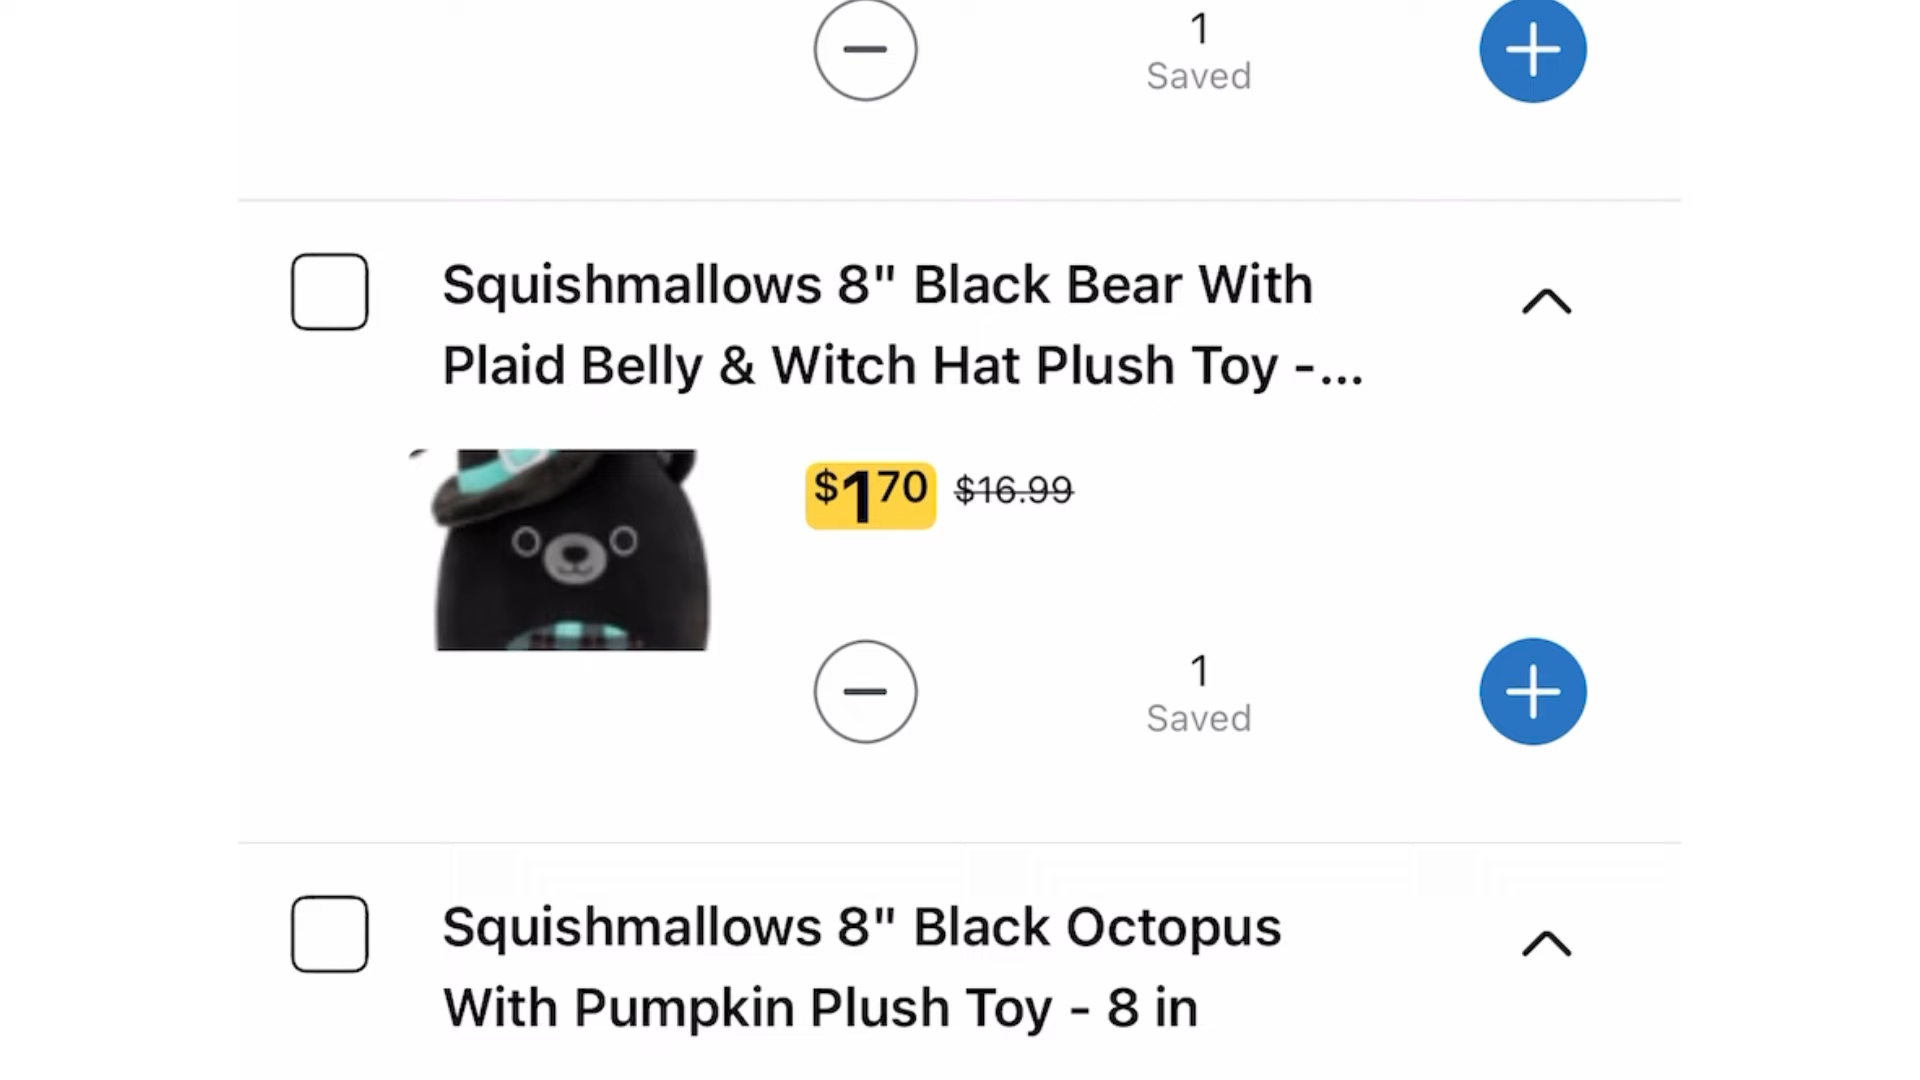 1
Saved
Squishmallows 8" Black Bear With
Plaid Belly & Witch Hat Plush Toy -...
$170 $16.99
1
Saved
Squishmallows 8" Black Octopus
With Pumpkin Plush Toy - 8 in